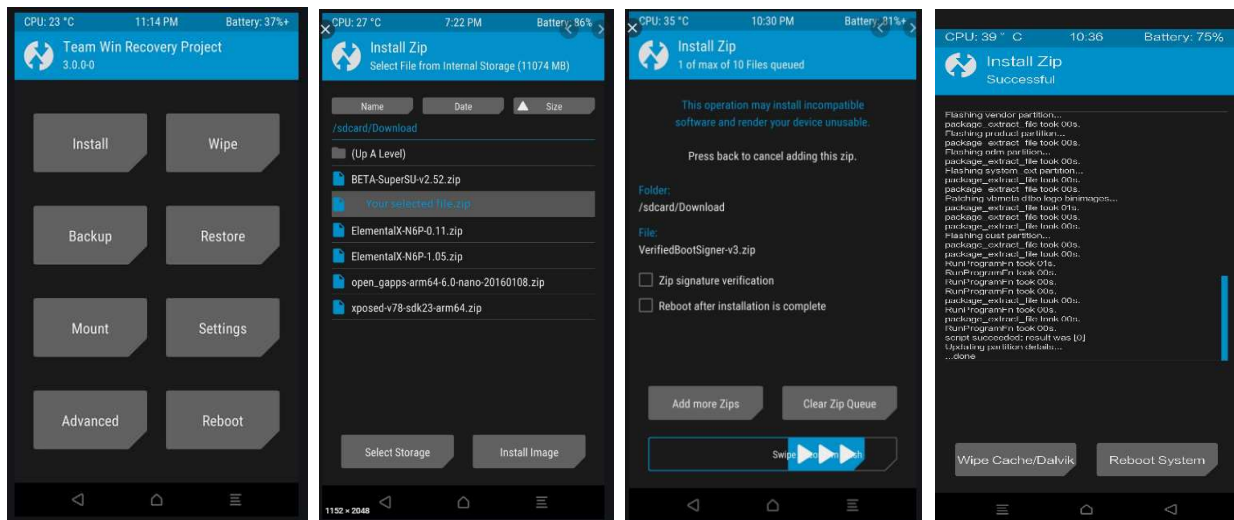 CPU: 23 °C 11:14 PM Battery: 37%+
Team Win Recovery Project
3.0.0-0
Install Wipe
Backup Restore
Mount Settings
Advanced Reboot
CPU: 27 °C 7:22 PM Battery: 86%
Install Zip
Select File from Internal Storage (11074 MB)
Name Date Size
/sdcard/Download
(Up A Level)
BETA-SuperSU-v2.52.zip
Your selected file.zip
ElementalX-N6P-0.11.zip
ElementalX-N6P-1.05.zip
open_gapps-arm64-6.0-nano-20160108.zip
xposed-v78-sdk23-arm64.zip
Select Storage Install Image
1152 × 2048
CPU: 35 °C 10:30 PM Battery: 81%+
Install Zip
1 of max of 10 Files queued
This operation may install incompatible
software and render your device unusable.
Press back to cancel adding this zip.
Folder:
/sdcard/Download
File:
VerifiedBootSigner-v3.zip
Zip signature verification
Reboot after installation is complete
Add more Zips Clear Zip Queue
Swipe
CPU: 39 ° C 10:36 Battery: 75%
Install Zip
Successful
Flashing vendor partition...
package_extract_file took 00s.
Flashing product partition...
package_extract_file took 00s.
Flashing odm partition...
package_extract_file took 00s.
Flashing system_ext partition...
package_extract_file took 00s.
package_extract_file took 00s.
Patching vbmeta dtbo logo binimages...
package_extract_file took 01s.
package_extract_file took 00s.
package_extract_file took 00s.
Flashing cust partition...
package_extract_file took 00s.
package_extract_file took 00s.
RunProgramFn took 01s.
RunProgramFn took 00s.
RunProgramFn took 00s.
RunProgramFn took 00s.
package_extract_file took 00s.
RunProgramFn took 00s.
package_extract_file took 00s.
RunProgramFn took 00s.
script succeeded: result was [0]
Updating partition details...
...done
Wipe Cache/Dalvik Reboot System